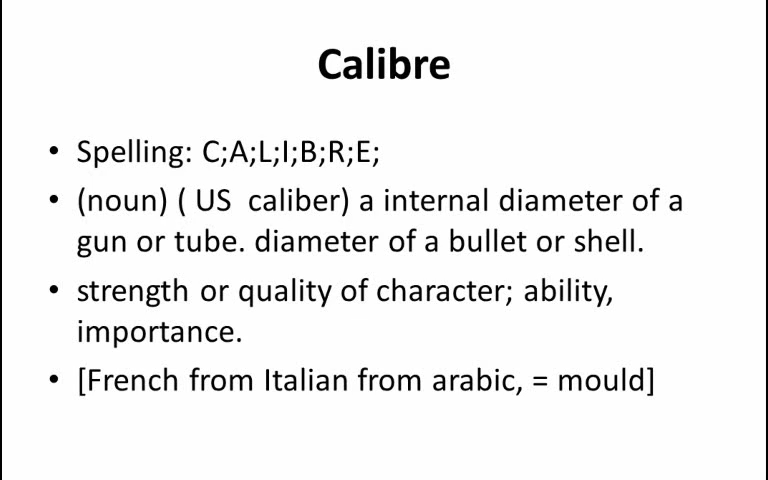 Calibre
• Spelling: C;A;L;I;B;R;E;
• (noun) ( US  caliber) a internal diameter of a
gun or tube. diameter of a bullet or shell.
• strength or quality of character; ability,
importance.
• [French from Italian from arabic, = mould]